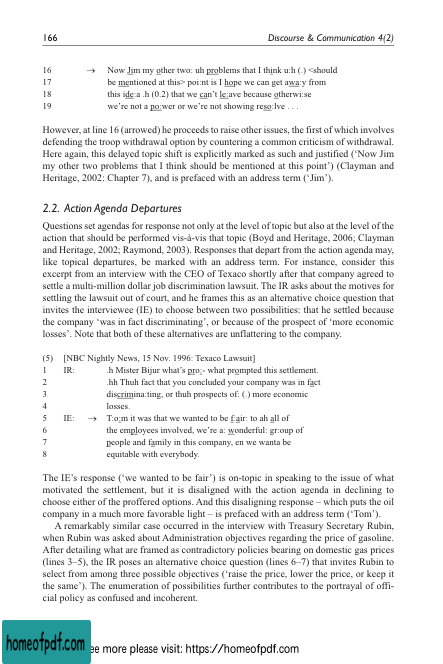 166 Discourse & Communication 4(2)
16 → Now Jim my other two: uh problems that I think u:h (.) <should
17 be mentioned at this> poi:nt is I hope we can get awa:y from
18 this ide:a .h (0.2) that we can't le:ave because otherwi:se
19 we're not a po:wer or we're not showing reso:lve . . .
However, at line 16 (arrowed) he proceeds to raise other issues, the first of which involves
defending the troop withdrawal option by countering a common criticism of withdrawal.
Here again, this delayed topic shift is explicitly marked as such and justified ('Now Jim
my other two problems that I think should be mentioned at this point') (Clayman and
Heritage, 2002: Chapter 7), and is prefaced with an address term ('Jim').
2.2. Action Agenda Departures
Questions set agendas for response not only at the level of topic but also at the level of the
action that should be performed vis-à-vis that topic (Boyd and Heritage, 2006; Clayman
and Heritage, 2002; Raymond, 2003). Responses that depart from the action agenda may,
like topical departures, be marked with an address term. For instance, consider this
excerpt from an interview with the CEO of Texaco shortly after that company agreed to
settle a multi-million dollar job discrimination lawsuit. The IR asks about the motives for
settling the lawsuit out of court, and he frames this as an alternative choice question that
invites the interviewee (IE) to choose between two possibilities: that he settled because
the company 'was in fact discriminating', or because of the prospect of 'more economic
losses'. Note that both of these alternatives are unflattering to the company.
(5) [NBC Nightly News, 15 Nov. 1996: Texaco Lawsuit]
1 IR: .h Mister Bijur what's pro:- what prompted this settlement.
2 .hh Thuh fact that you concluded your company was in fact
3 discrimina:ting, or thuh prospects of: (.) more economic
4 losses.
5 IE: → T:o:m it was that we wanted to be f:air: to ah all of
6 the employees involved, we're a: wonderful: gr:oup of
7 people and family in this company, en we wanta be
8 equitable with everybody.
The IE's response ('we wanted to be fair') is on-topic in speaking to the issue of what
motivated the settlement, but it is disaligned with the action agenda in declining to
choose either of the proffered options. And this disaligning response – which puts the oil
company in a much more favorable light – is prefaced with an address term ('Tom').
A remarkably similar case occurred in the interview with Treasury Secretary Rubin,
when Rubin was asked about Administration objectives regarding the price of gasoline.
After detailing what are framed as contradictory policies bearing on domestic gas prices
(lines 3–5), the IR poses an alternative choice question (lines 6–7) that invites Rubin to
select from among three possible objectives ('raise the price, lower the price, or keep it
the same'). The enumeration of possibilities further contributes to the portrayal of offi-
cial policy as confused and incoherent.
homeofpdf.com
ee more please visit: https://homeofpdf.com